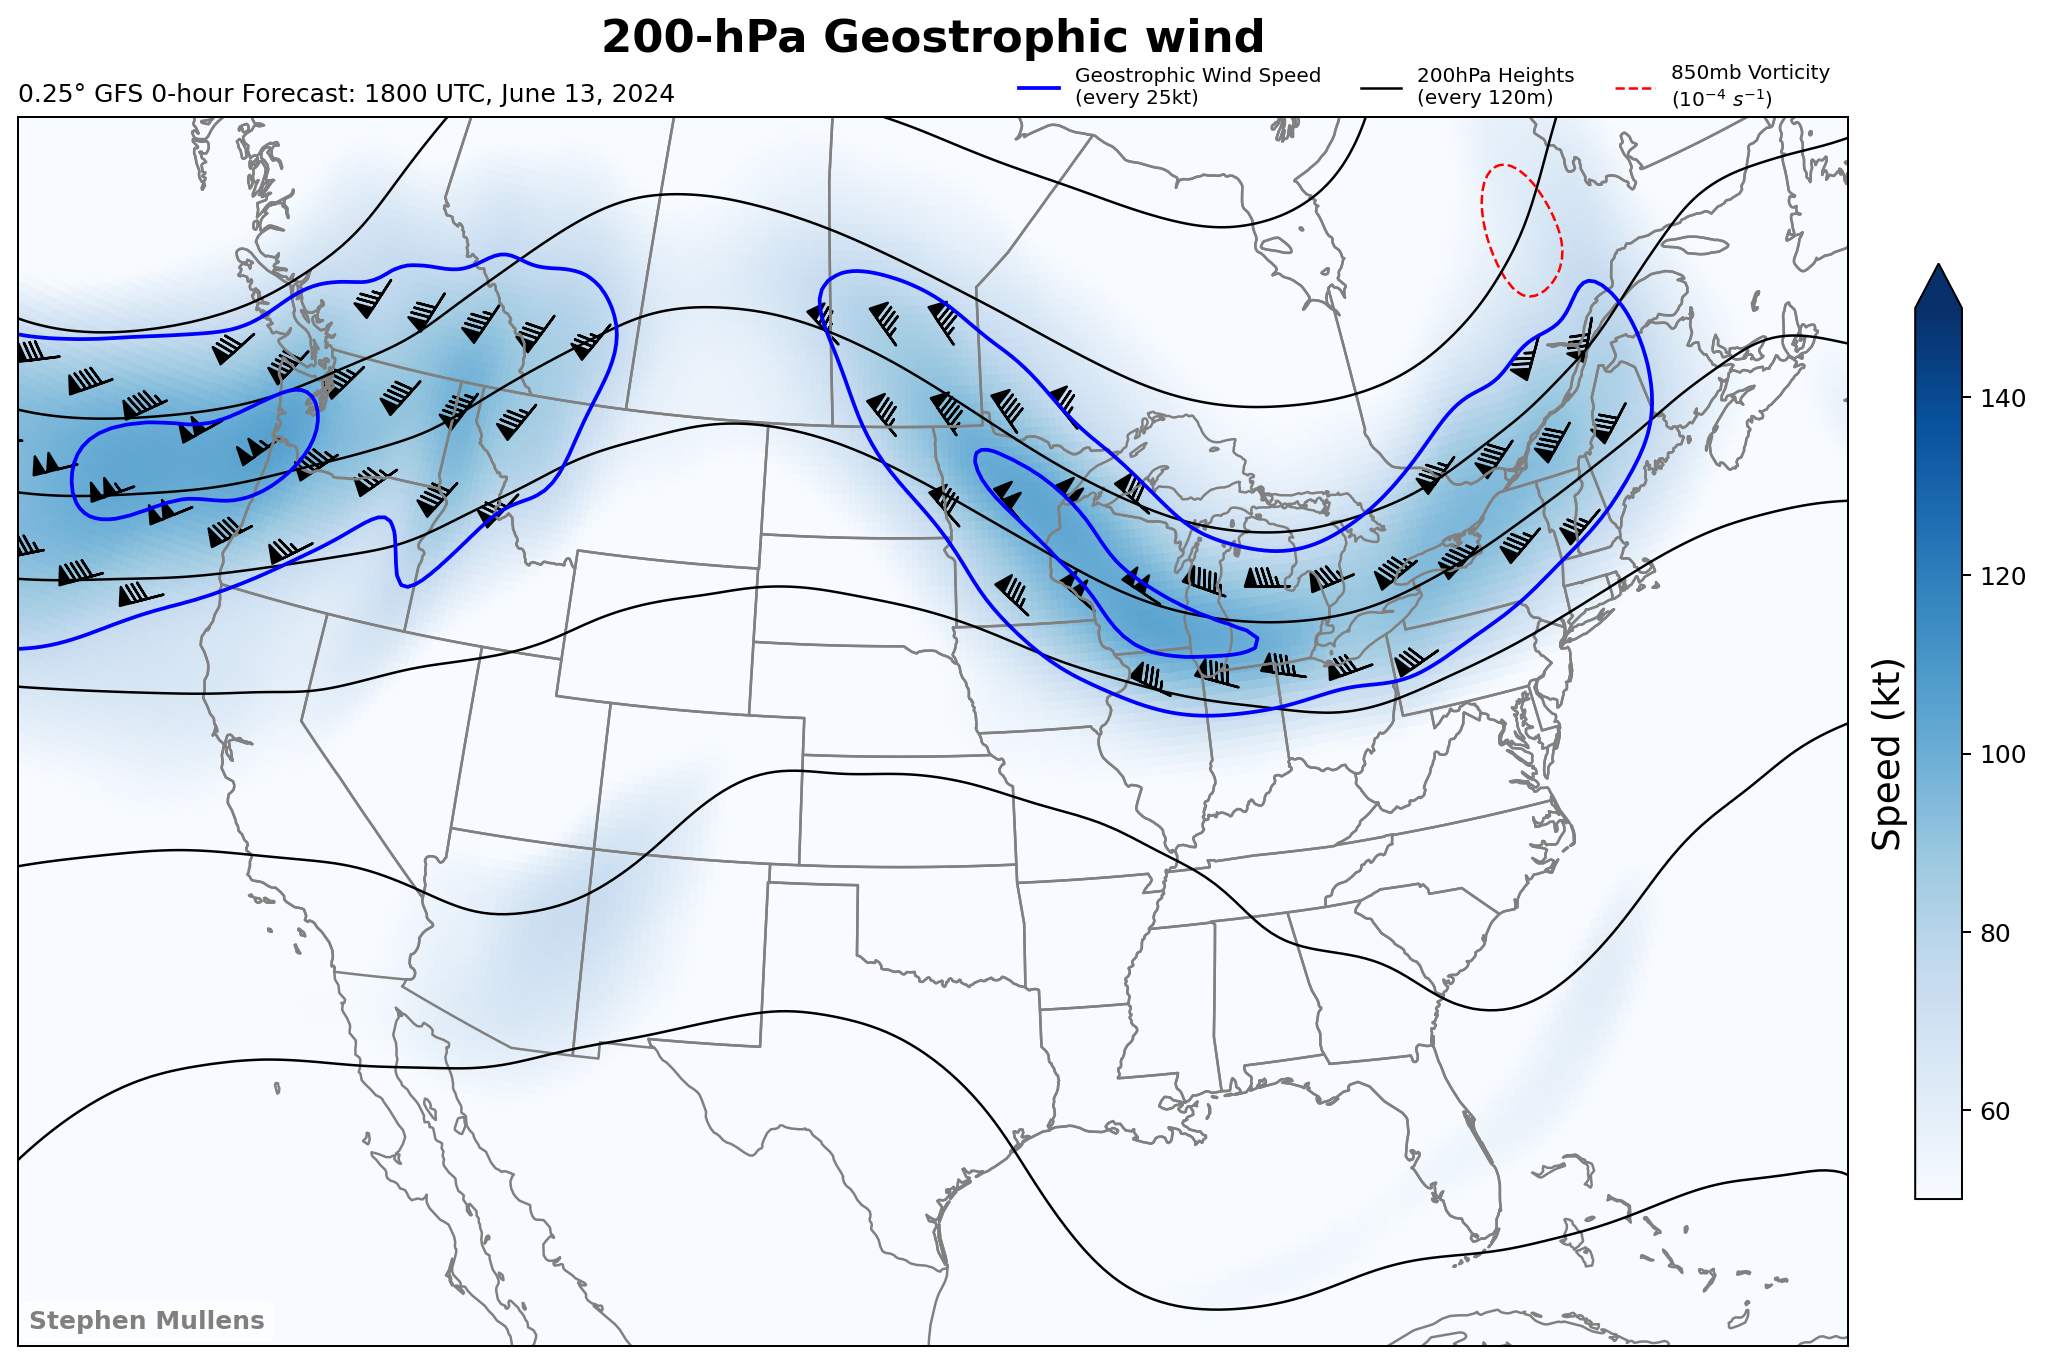 200-hPa Geostrophic wind
0.25° GFS 0-hour Forecast: 1800 UTC, June 13, 2024
Geostrophic Wind Speed
(every 25kt)
200hPa Heights
(every 120m)
850mb Vorticity
(10⁻⁴ s⁻¹)
140
120
100
80
60
Speed (kt)
Stephen Mullens